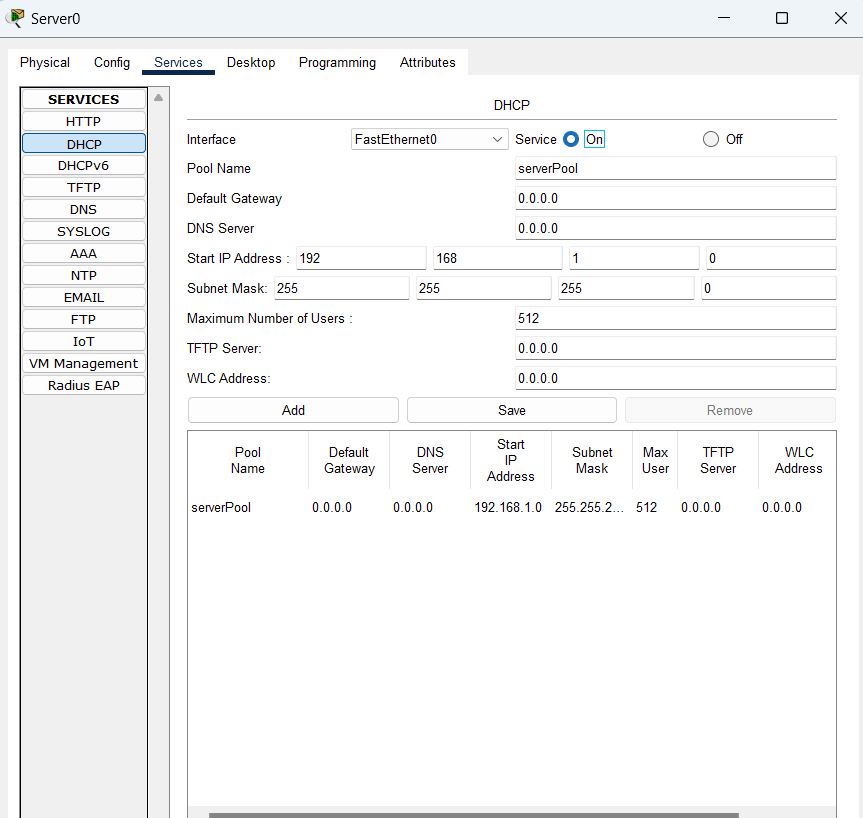 Server0
Physical Config Services Desktop Programming Attributes
SERVICES
HTTP
DHCP
DHCPv6
TFTP
DNS
SYSLOG
AAA
NTP
EMAIL
FTP
IoT
VM Management
Radius EAP
DHCP
Interface FastEthernet0 Service On Off
Pool Name serverPool
Default Gateway 0.0.0.0
DNS Server 0.0.0.0
Start IP Address : 192 168 1 0
Subnet Mask: 255 255 255 0
Maximum Number of Users : 512
TFTP Server: 0.0.0.0
WLC Address: 0.0.0.0
Add Save Remove
Pool Name Default Gateway DNS Server Start IP Address Subnet Mask Max User TFTP Server WLC Address
serverPool 0.0.0.0 0.0.0.0 192.168.1.0 255.255.2... 512 0.0.0.0 0.0.0.0